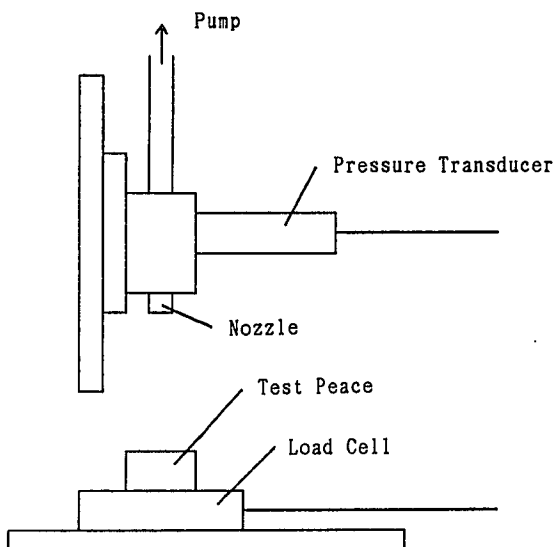 Pump
Pressure Transducer
Nozzle
Test Peace
Load Cell